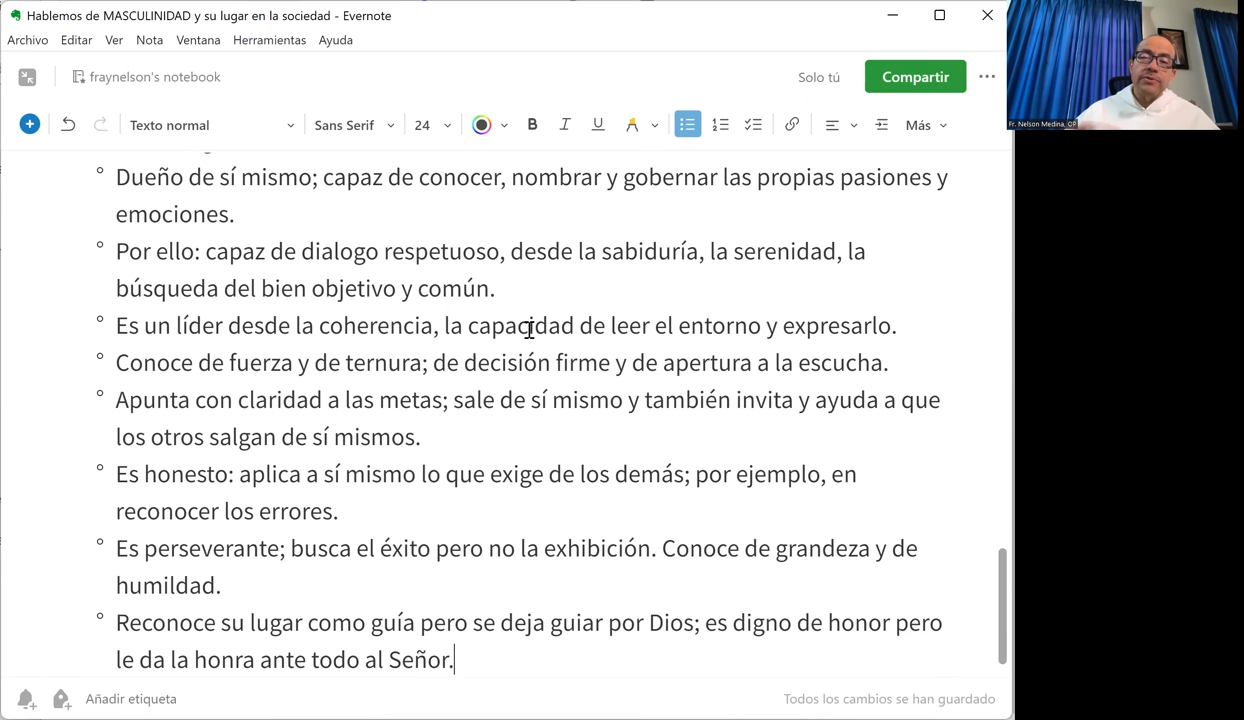 Hablemos de MASCULINIDAD y su lugar en la sociedad - Evernote
Archivo Editar Ver Nota Ventana Herramientas Ayuda
fraynelson's notebook Solo tú Compartir
Texto normal Sans Serif 24 B I U A Más
Dueño de sí mismo; capaz de conocer, nombrar y gobernar las propias pasiones y
emociones.
Por ello: capaz de dialogo respetuoso, desde la sabiduría, la serenidad, la
búsqueda del bien objetivo y común.
Es un líder desde la coherencia, la capacidad de leer el entorno y expresarlo.
Conoce de fuerza y de ternura; de decisión firme y de apertura a la escucha.
Apunta con claridad a las metas; sale de sí mismo y también invita y ayuda a que
los otros salgan de sí mismos.
Es honesto: aplica a sí mismo lo que exige de los demás; por ejemplo, en
reconocer los errores.
Es perseverante; busca el éxito pero no la exhibición. Conoce de grandeza y de
humildad.
Reconoce su lugar como guía pero se deja guiar por Dios; es digno de honor pero
le da la honra ante todo al Señor.
Añadir etiqueta Todos los cambios se han guardado
Fr. Nelson Medina, OP